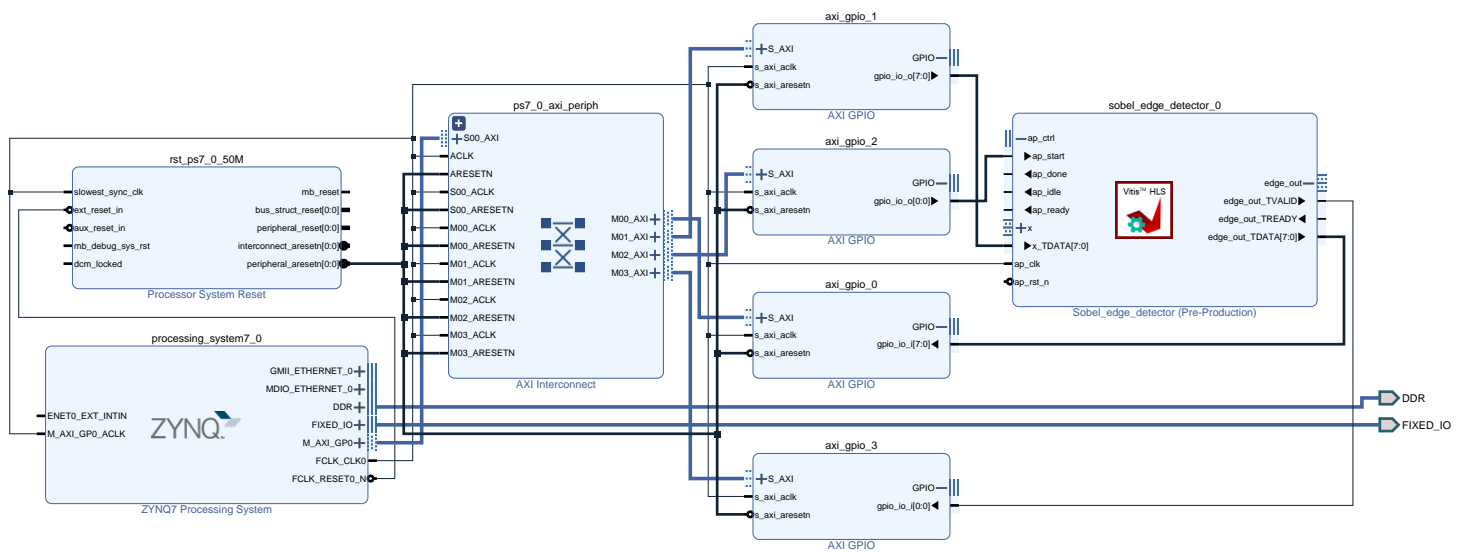 axi_gpio_1
S_AXI
s_axi_aclk
s_axi_aresetn
GPIO
gpio_io_o[7:0]
AXI GPIO
ps7_0_axi_periph
S00_AXI
ACLK
ARESETN
S00_ACLK
S00_ARESETN
M00_ACLK
M00_ARESETN
M01_ACLK
M01_ARESETN
M02_ACLK
M02_ARESETN
M03_ACLK
M03_ARESETN
M00_AXI
M01_AXI
M02_AXI
M03_AXI
AXI Interconnect
rst_ps7_0_50M
slowest_sync_clk
ext_reset_in
aux_reset_in
mb_debug_sys_rst
dcm_locked
mb_reset
bus_struct_reset[0:0]
peripheral_reset[0:0]
interconnect_aresetn[0:0]
peripheral_aresetn[0:0]
Processor System Reset
axi_gpio_2
S_AXI
s_axi_aclk
s_axi_aresetn
GPIO
gpio_io_o[0:0]
AXI GPIO
sobel_edge_detector_0
ap_ctrl
ap_start
ap_done
ap_idle
ap_ready
x
x_TDATA[7:0]
ap_clk
ap_rst_n
Vitis™ HLS
edge_out
edge_out_TVALID
edge_out_TREADY
edge_out_TDATA[7:0]
Sobel_edge_detector (Pre-Production)
axi_gpio_0
S_AXI
s_axi_aclk
s_axi_aresetn
GPIO
gpio_io_i[7:0]
AXI GPIO
processing_system7_0
ENET0_EXT_INTIN
M_AXI_GP0_ACLK
ZYNQ
GMII_ETHERNET_0
MDIO_ETHERNET_0
DDR
FIXED_IO
M_AXI_GP0
FCLK_CLK0
FCLK_RESET0_N
ZYNQ7 Processing System
DDR
FIXED_IO
axi_gpio_3
S_AXI
s_axi_aclk
s_axi_aresetn
GPIO
gpio_io_i[0:0]
AXI GPIO